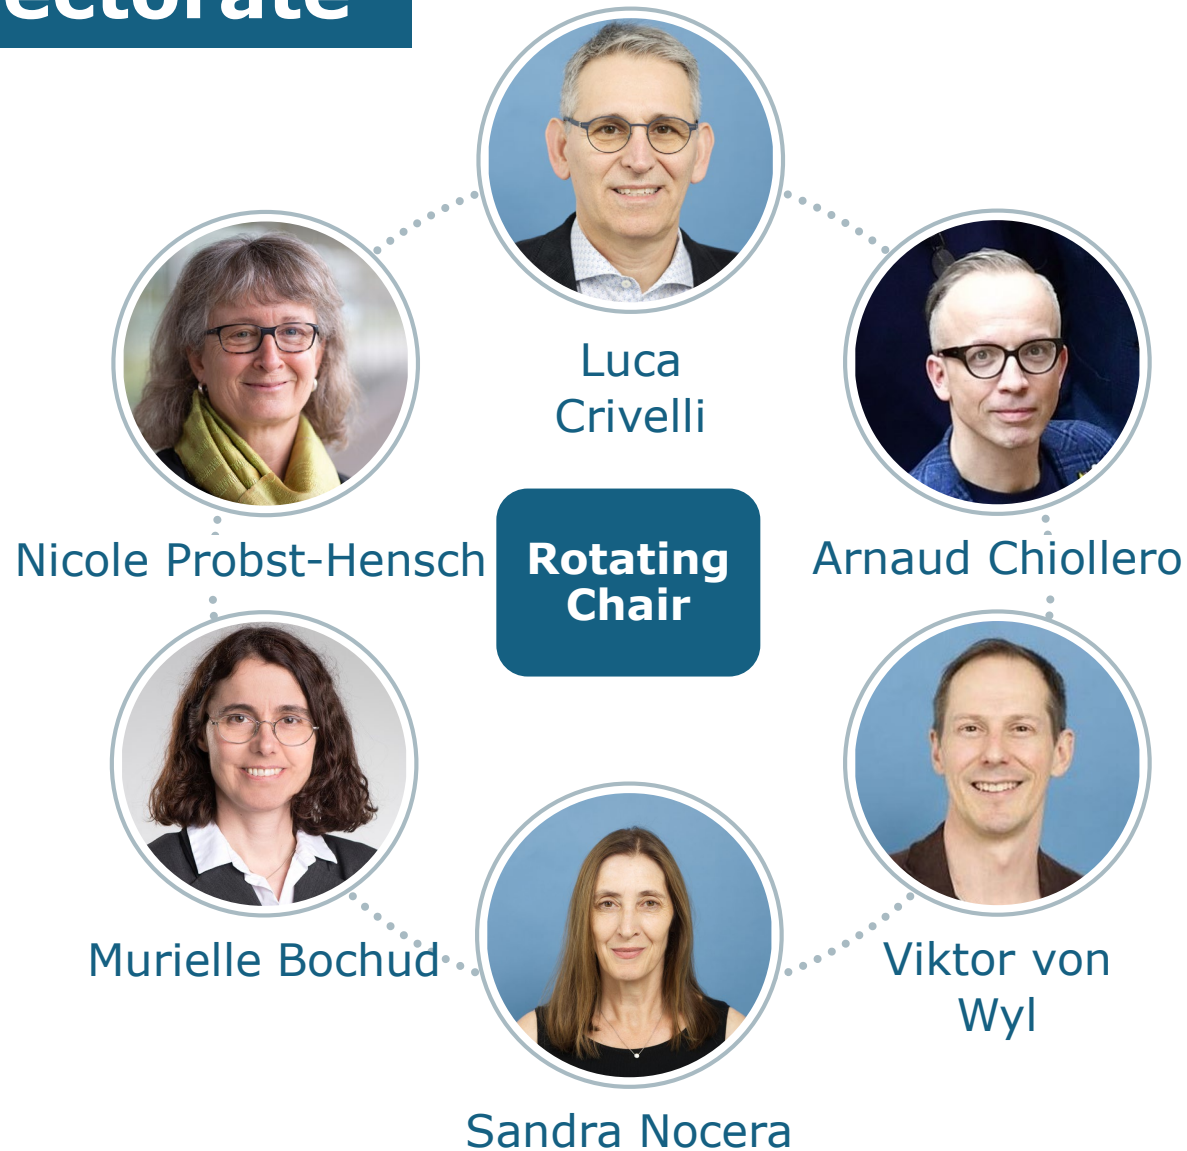 Luca
Crivelli
Nicole Probst-Hensch
Rotating
Chair
Arnaud Chiollero
Murielle Bochud
Viktor von
Wyl
Sandra Nocera